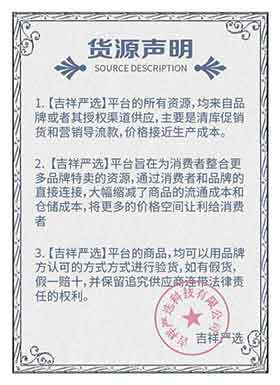 货源声明
SOURCE DESCRIPTION
1.【吉祥严选】平台的所有资源,均来自品
牌或者其授权渠道供应,主要是清库促销
货和营销导流款,价格接近生产成本。
2.【吉祥严选】平台旨在为消费者整合更
多品牌特卖的资源,通过消费者和品牌的
直接连接,大幅缩减了商品的流通成本和
仓储成本,将更多的价格空间让利给消费
者
3.【吉祥严选】平台的商品,均可以用品牌
方认可的方式方进行验货,如有假货,
假一赔十,并保留追究供应商连带法律责
任的权利。
吉祥严选科技有限公司
吉祥严选